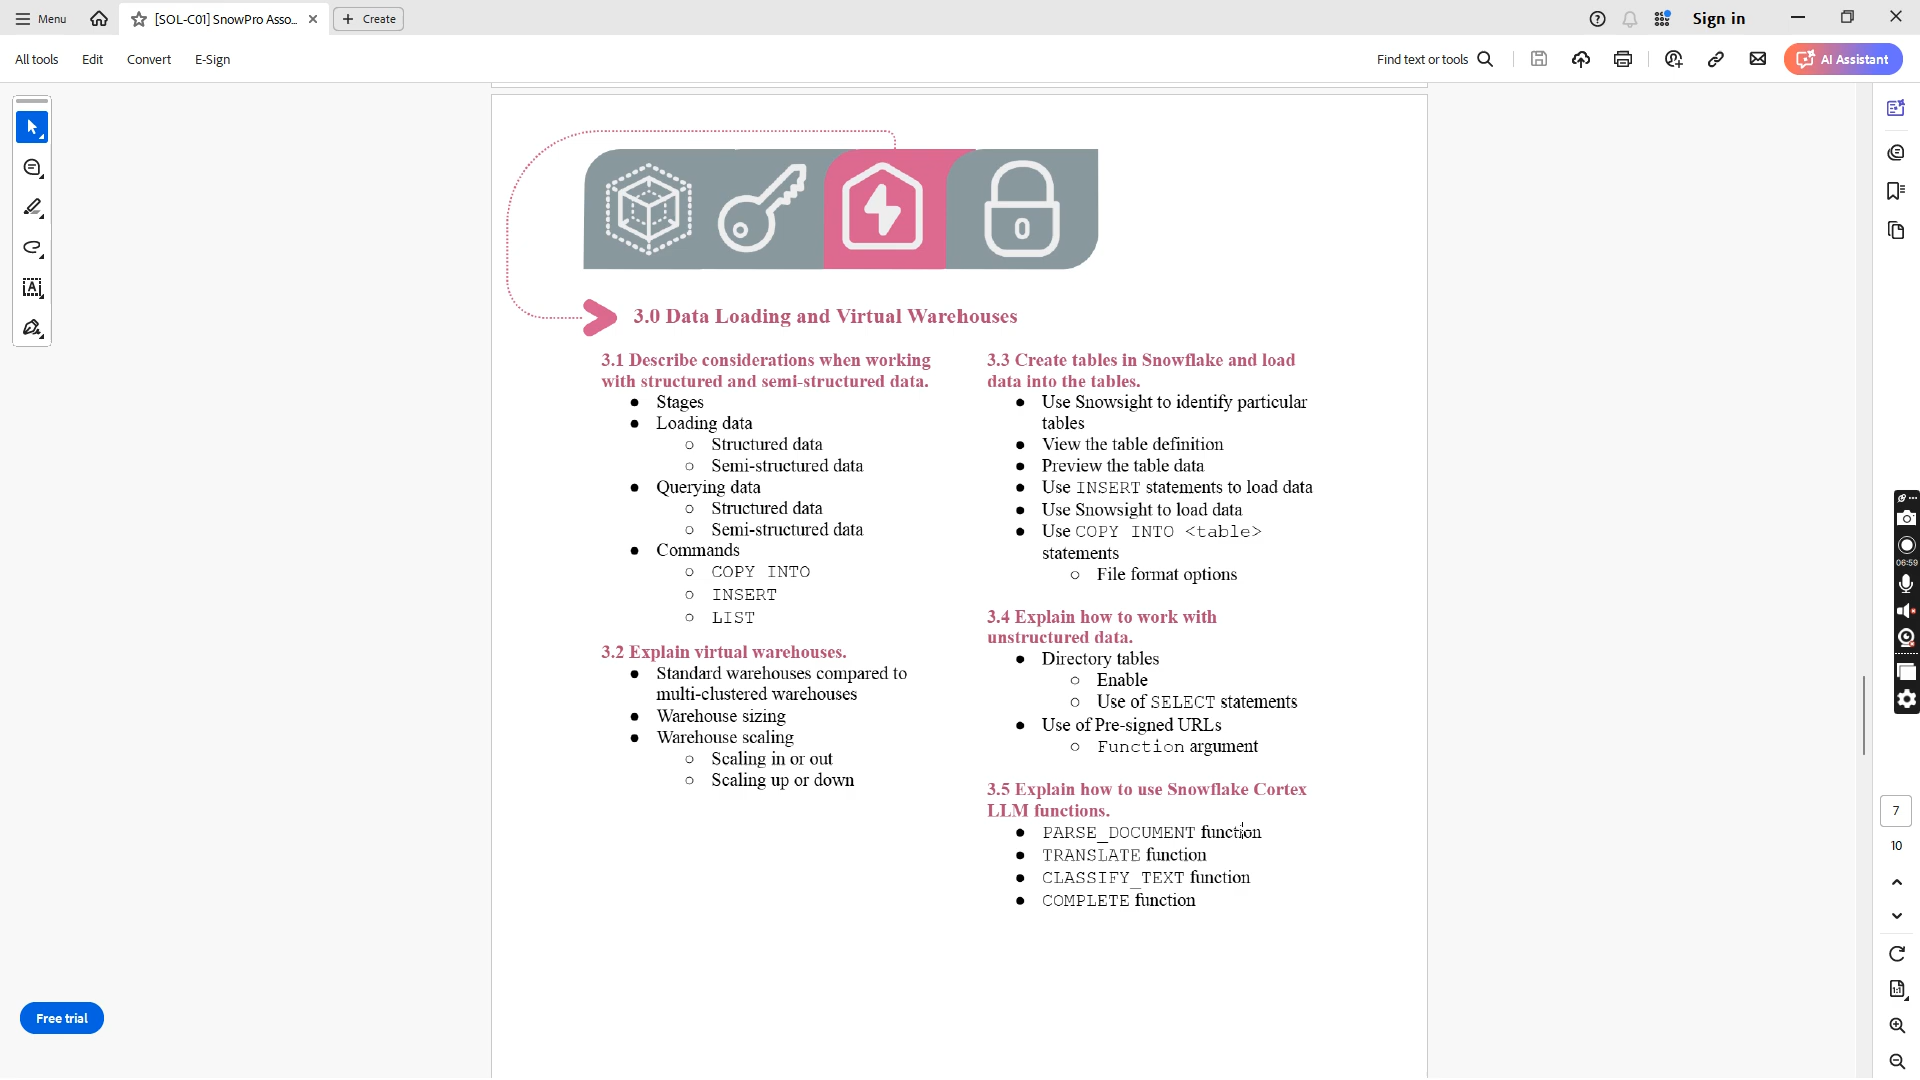 Menu
[SOL-C01] SnowPro Asso...
Create
Sign in
All tools
Edit
Convert
E-Sign
Find text or tools
AI Assistant
3.0 Data Loading and Virtual Warehouses
3.1 Describe considerations when working
with structured and semi-structured data.
● Stages
● Loading data
○ Structured data
○ Semi-structured data
● Querying data
○ Structured data
○ Semi-structured data
● Commands
○ COPY INTO
○ INSERT
○ LIST
3.2 Explain virtual warehouses.
● Standard warehouses compared to
multi-clustered warehouses
● Warehouse sizing
● Warehouse scaling
○ Scaling in or out
○ Scaling up or down
3.3 Create tables in Snowflake and load
data into the tables.
● Use Snowsight to identify particular
tables
● View the table definition
● Preview the table data
● Use INSERT statements to load data
● Use Snowsight to load data
● Use COPY INTO <table>
statements
○ File format options
3.4 Explain how to work with
unstructured data.
● Directory tables
○ Enable
○ Use of SELECT statements
● Use of Pre-signed URLs
○ Function argument
3.5 Explain how to use Snowflake Cortex
LLM functions.
● PARSE_DOCUMENT function
● TRANSLATE function
● CLASSIFY_TEXT function
● COMPLETE function
06:59
7
10
1:1
Free trial